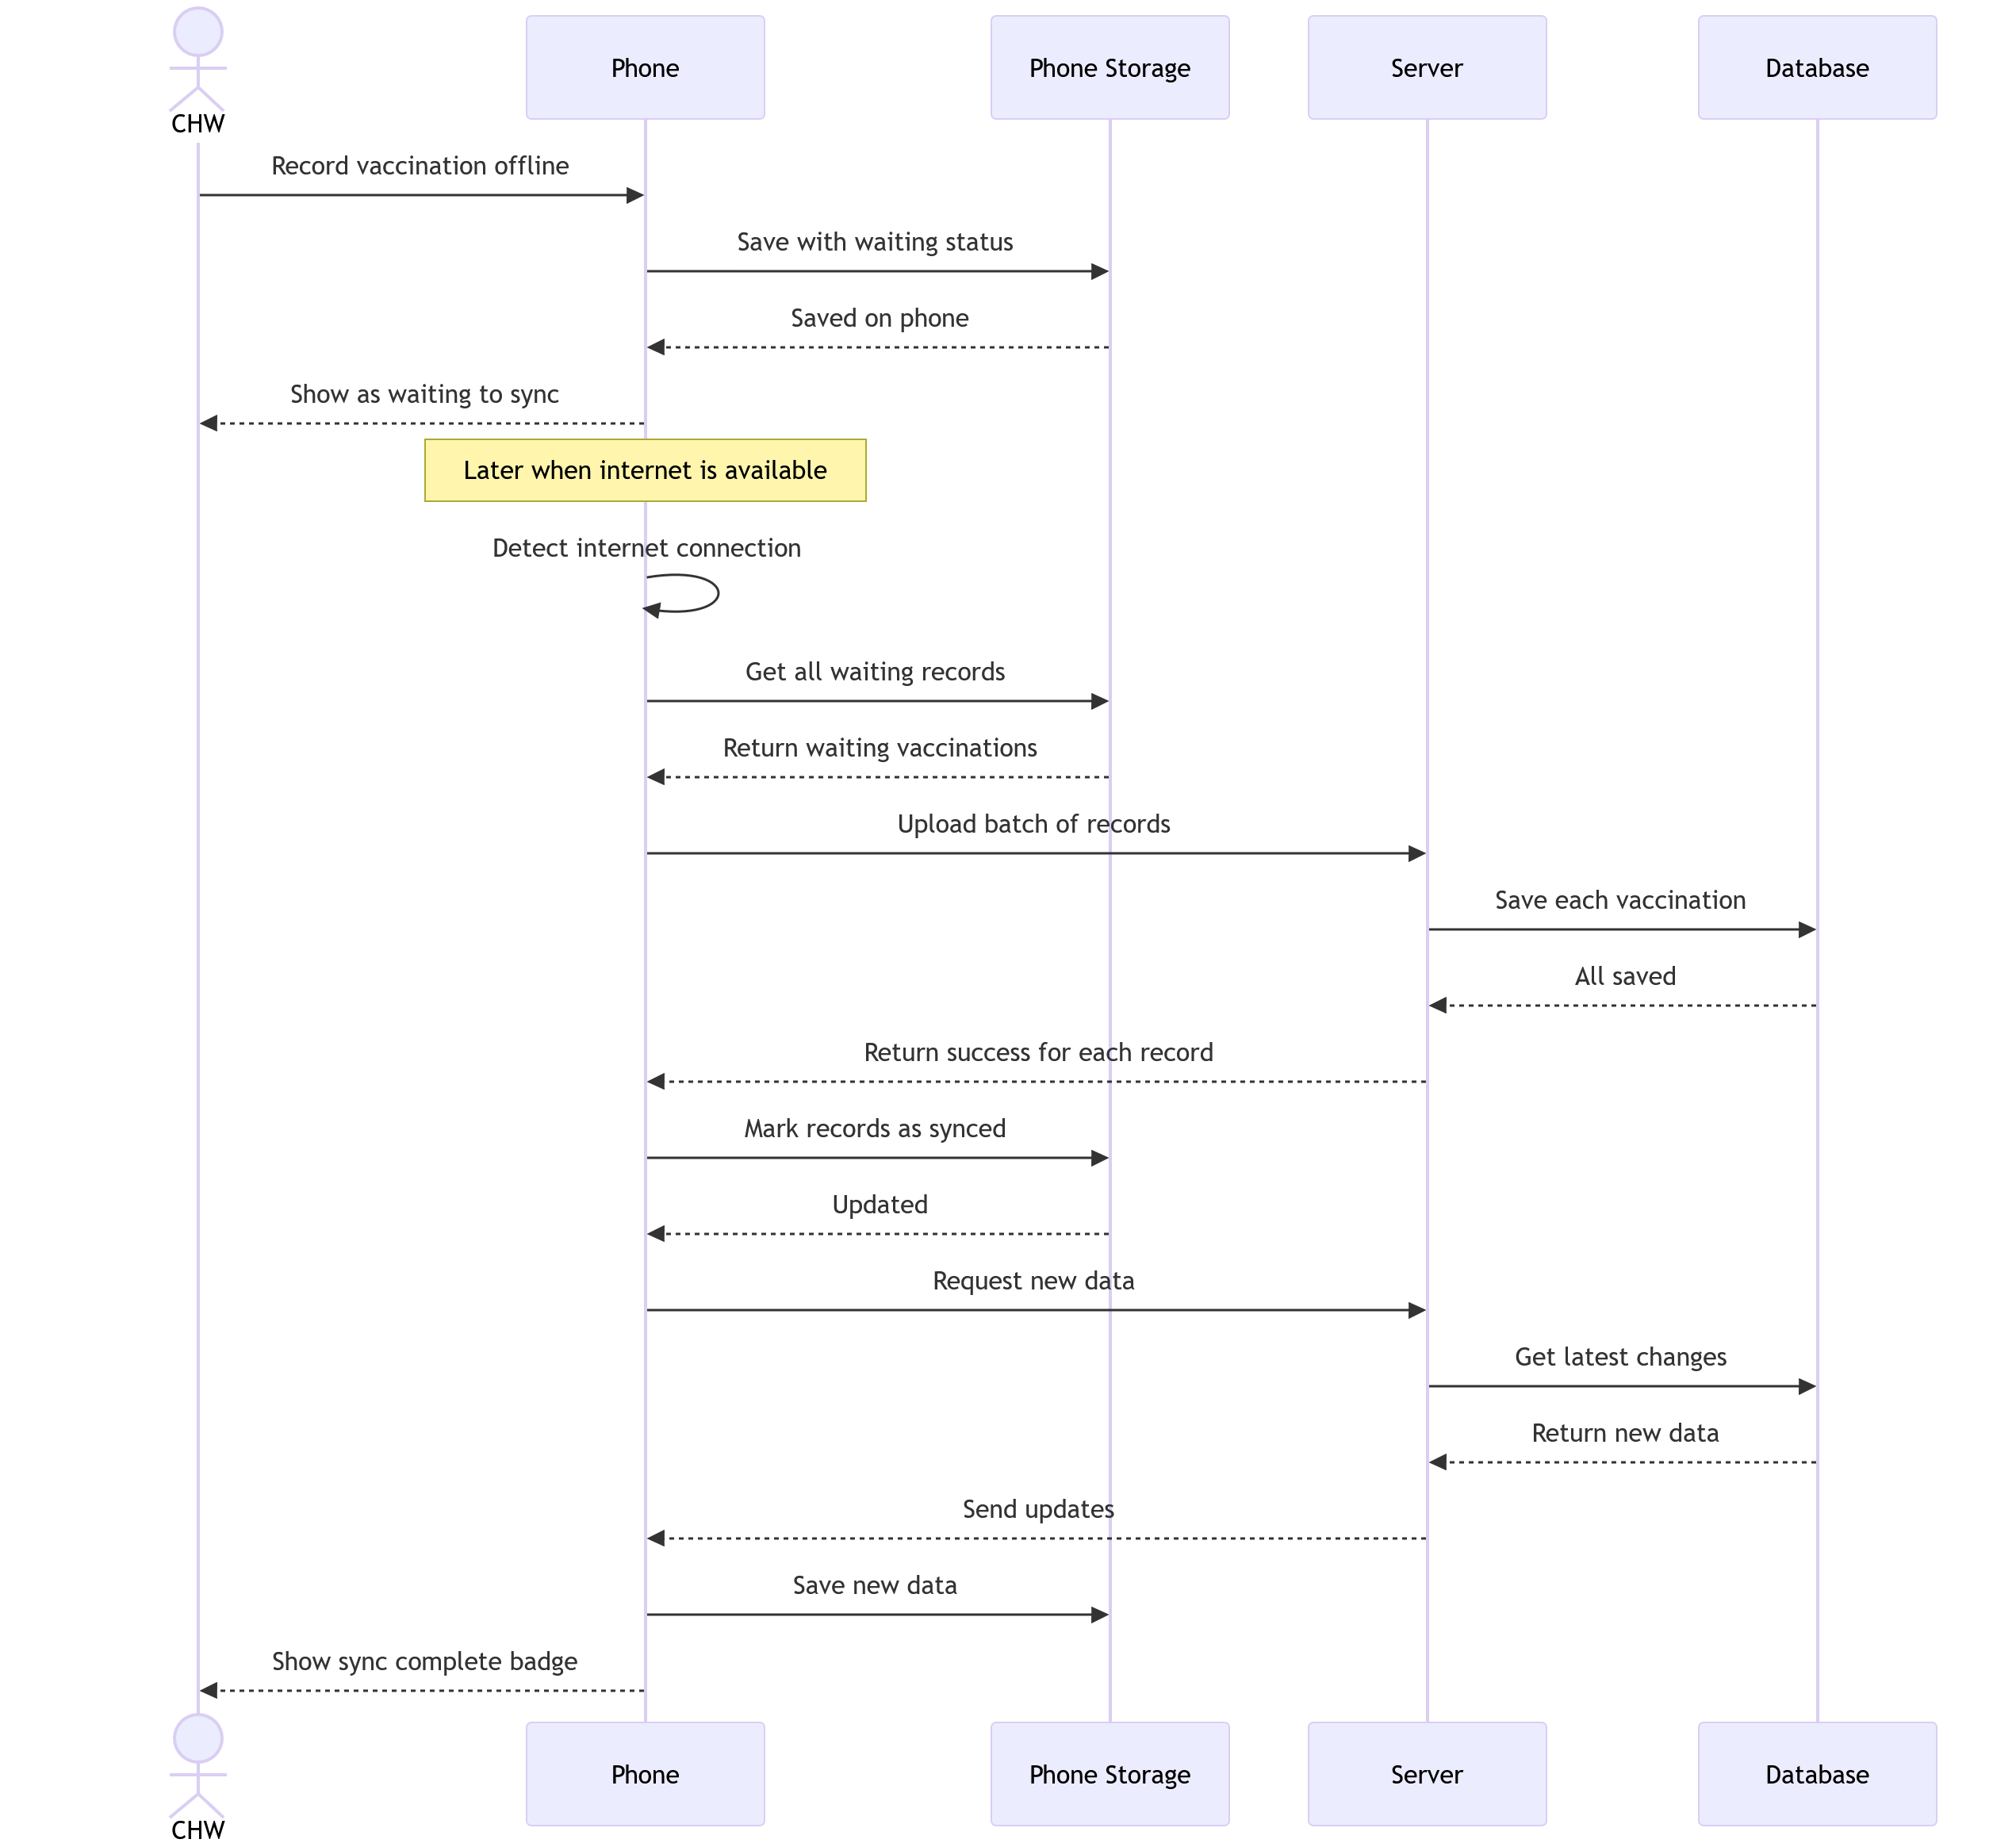 CHW
Phone
Phone Storage
Server
Database
Record vaccination offline
Save with waiting status
Saved on phone
Show as waiting to sync
Later when internet is available
Detect internet connection
Get all waiting records
Return waiting vaccinations
Upload batch of records
Save each vaccination
All saved
Return success for each record
Mark records as synced
Updated
Request new data
Get latest changes
Return new data
Send updates
Save new data
Show sync complete badge
CHW
Phone
Phone Storage
Server
Database